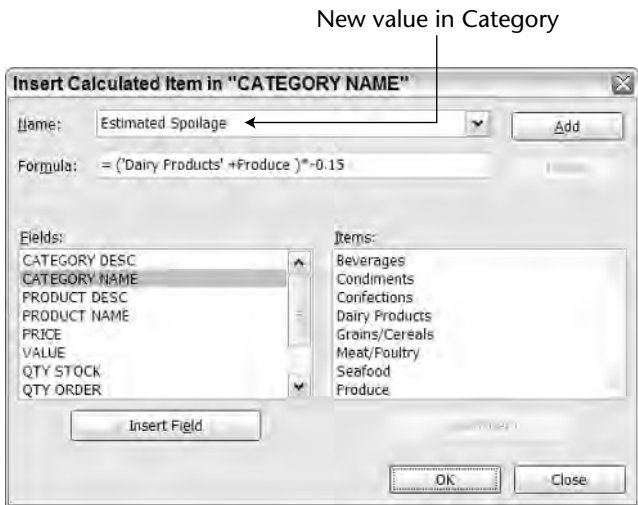 New value in Category
Insert Calculated Item in "CATEGORY NAME"
Name: Estimated Spoilage Add
Formula: = ('Dairy Products' +Produce )*-0.15
Fields: Items:
CATEGORY DESC Beverages
CATEGORY NAME Condiments
PRODUCT DESC Confections
PRODUCT NAME Dairy Products
PRICE Grains/Cereals
VALUE Meat/Poultry
QTY STOCK Seafood
QTY ORDER Produce
Insert Field
OK Close